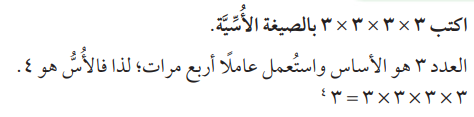 اكتب ٣ × ٣ × ٣ × ٣ بالصيغة الأُسِّيَّة.
العدد ٣ هو الأساس واستُعمل عاملًا أربع مرات؛ لذا فالأُسُّ هو ٤.
٣ × ٣ × ٣ × ٣ = ٣⁴